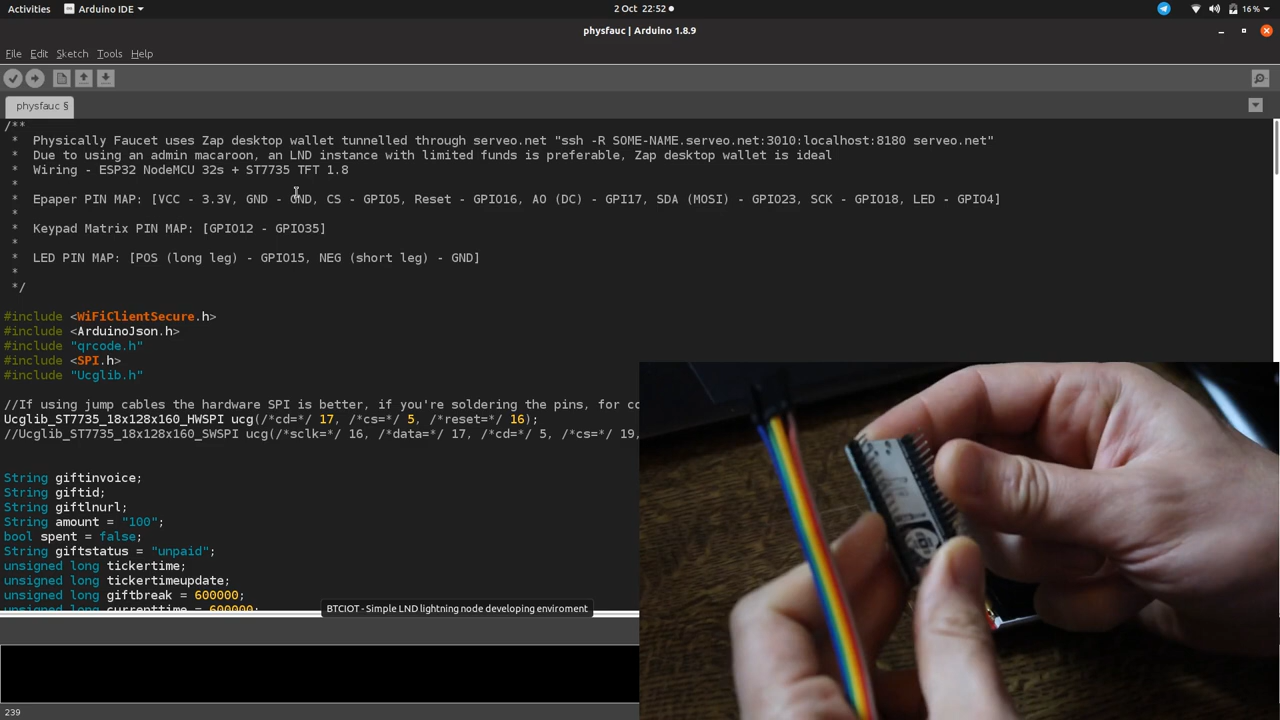 Activities Arduino IDE 2 Oct 22:52 16%
physfauc | Arduino 1.8.9
File Edit Sketch Tools Help
physfauc §
/**
* Physically Faucet uses Zap desktop wallet tunnelled through serveo.net "ssh -R SOME-NAME.serveo.net:3010:localhost:8180 serveo.net"
* Due to using an admin macaroon, an LND instance with limited funds is preferable, Zap desktop wallet is ideal
* Wiring - ESP32 NodeMCU 32s + ST7735 TFT 1.8
*
* Epaper PIN MAP: [VCC - 3.3V, GND - GND, CS - GPIO5, Reset - GPIO16, AO (DC) - GPI17, SDA (MOSI) - GPIO23, SCK - GPIO18, LED - GPIO4]
*
* Keypad Matrix PIN MAP: [GPIO12 - GPIO35]
*
* LED PIN MAP: [POS (long leg) - GPIO15, NEG (short leg) - GND]
*
*/
#include <WiFiClientSecure.h>
#include <ArduinoJson.h>
#include "qrcode.h"
#include <SPI.h>
#include "Ucglib.h"
//If using jump cables the hardware SPI is better, if you're soldering the pins, for co
Ucglib_ST7735_18x128x160_HWSPI ucg(/*cd=*/ 17, /*cs=*/ 5, /*reset=*/ 16);
//Ucglib_ST7735_18x128x160_SWSPI ucg(/*sclk=*/ 16, /*data=*/ 17, /*cd=*/ 5, /*cs=*/ 19,
String giftinvoice;
String giftid;
String giftlnurl;
String amount = "100";
bool spent = false;
String giftstatus = "unpaid";
unsigned long tickertime;
unsigned long tickertimeupdate;
unsigned long giftbreak = 600000;
unsigned long currenttime = 600000;
BTCIOT - Simple LND lightning node developing enviroment
239